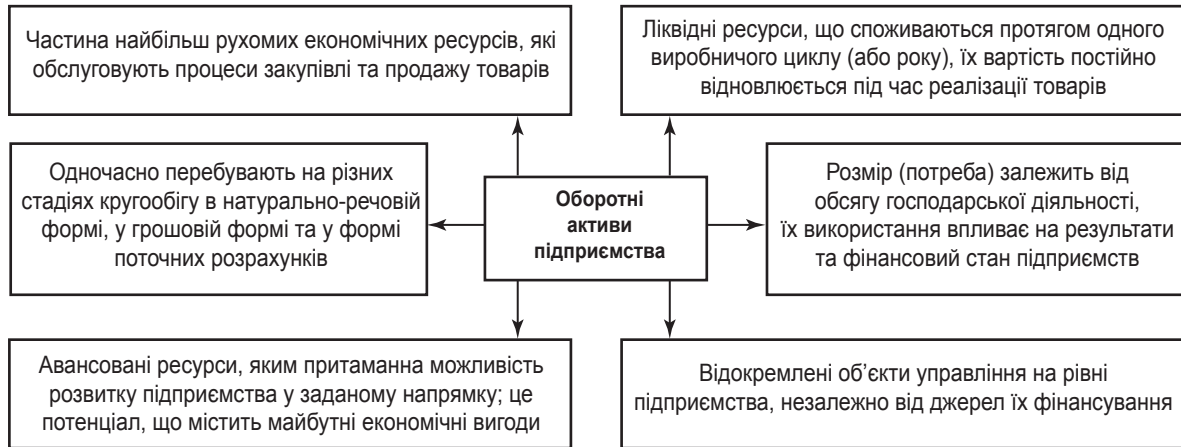 Частина найбільш рухомих економічних ресурсів, які
обслуговують процеси закупівлі та продажу товарів
Ліквідні ресурси, що споживаються протягом одного
виробничого циклу (або року), їх вартість постійно
відновлюється під час реалізації товарів
Одночасно перебувають на різних
стадіях кругообігу в натурально-речовій
формі, у грошовій формі та у формі
поточних розрахунків
Оборотні
активи
підприємства
Розмір (потреба) залежить від
обсягу господарської діяльності,
їх використання впливає на результати
та фінансовий стан підприємств
Авансовані ресурси, яким притаманна можливість
розвитку підприємства у заданому напрямку; це
потенціал, що містить майбутні економічні вигоди
Відокремлені об’єкти управління на рівні
підприємства, незалежно від джерел їх фінансування